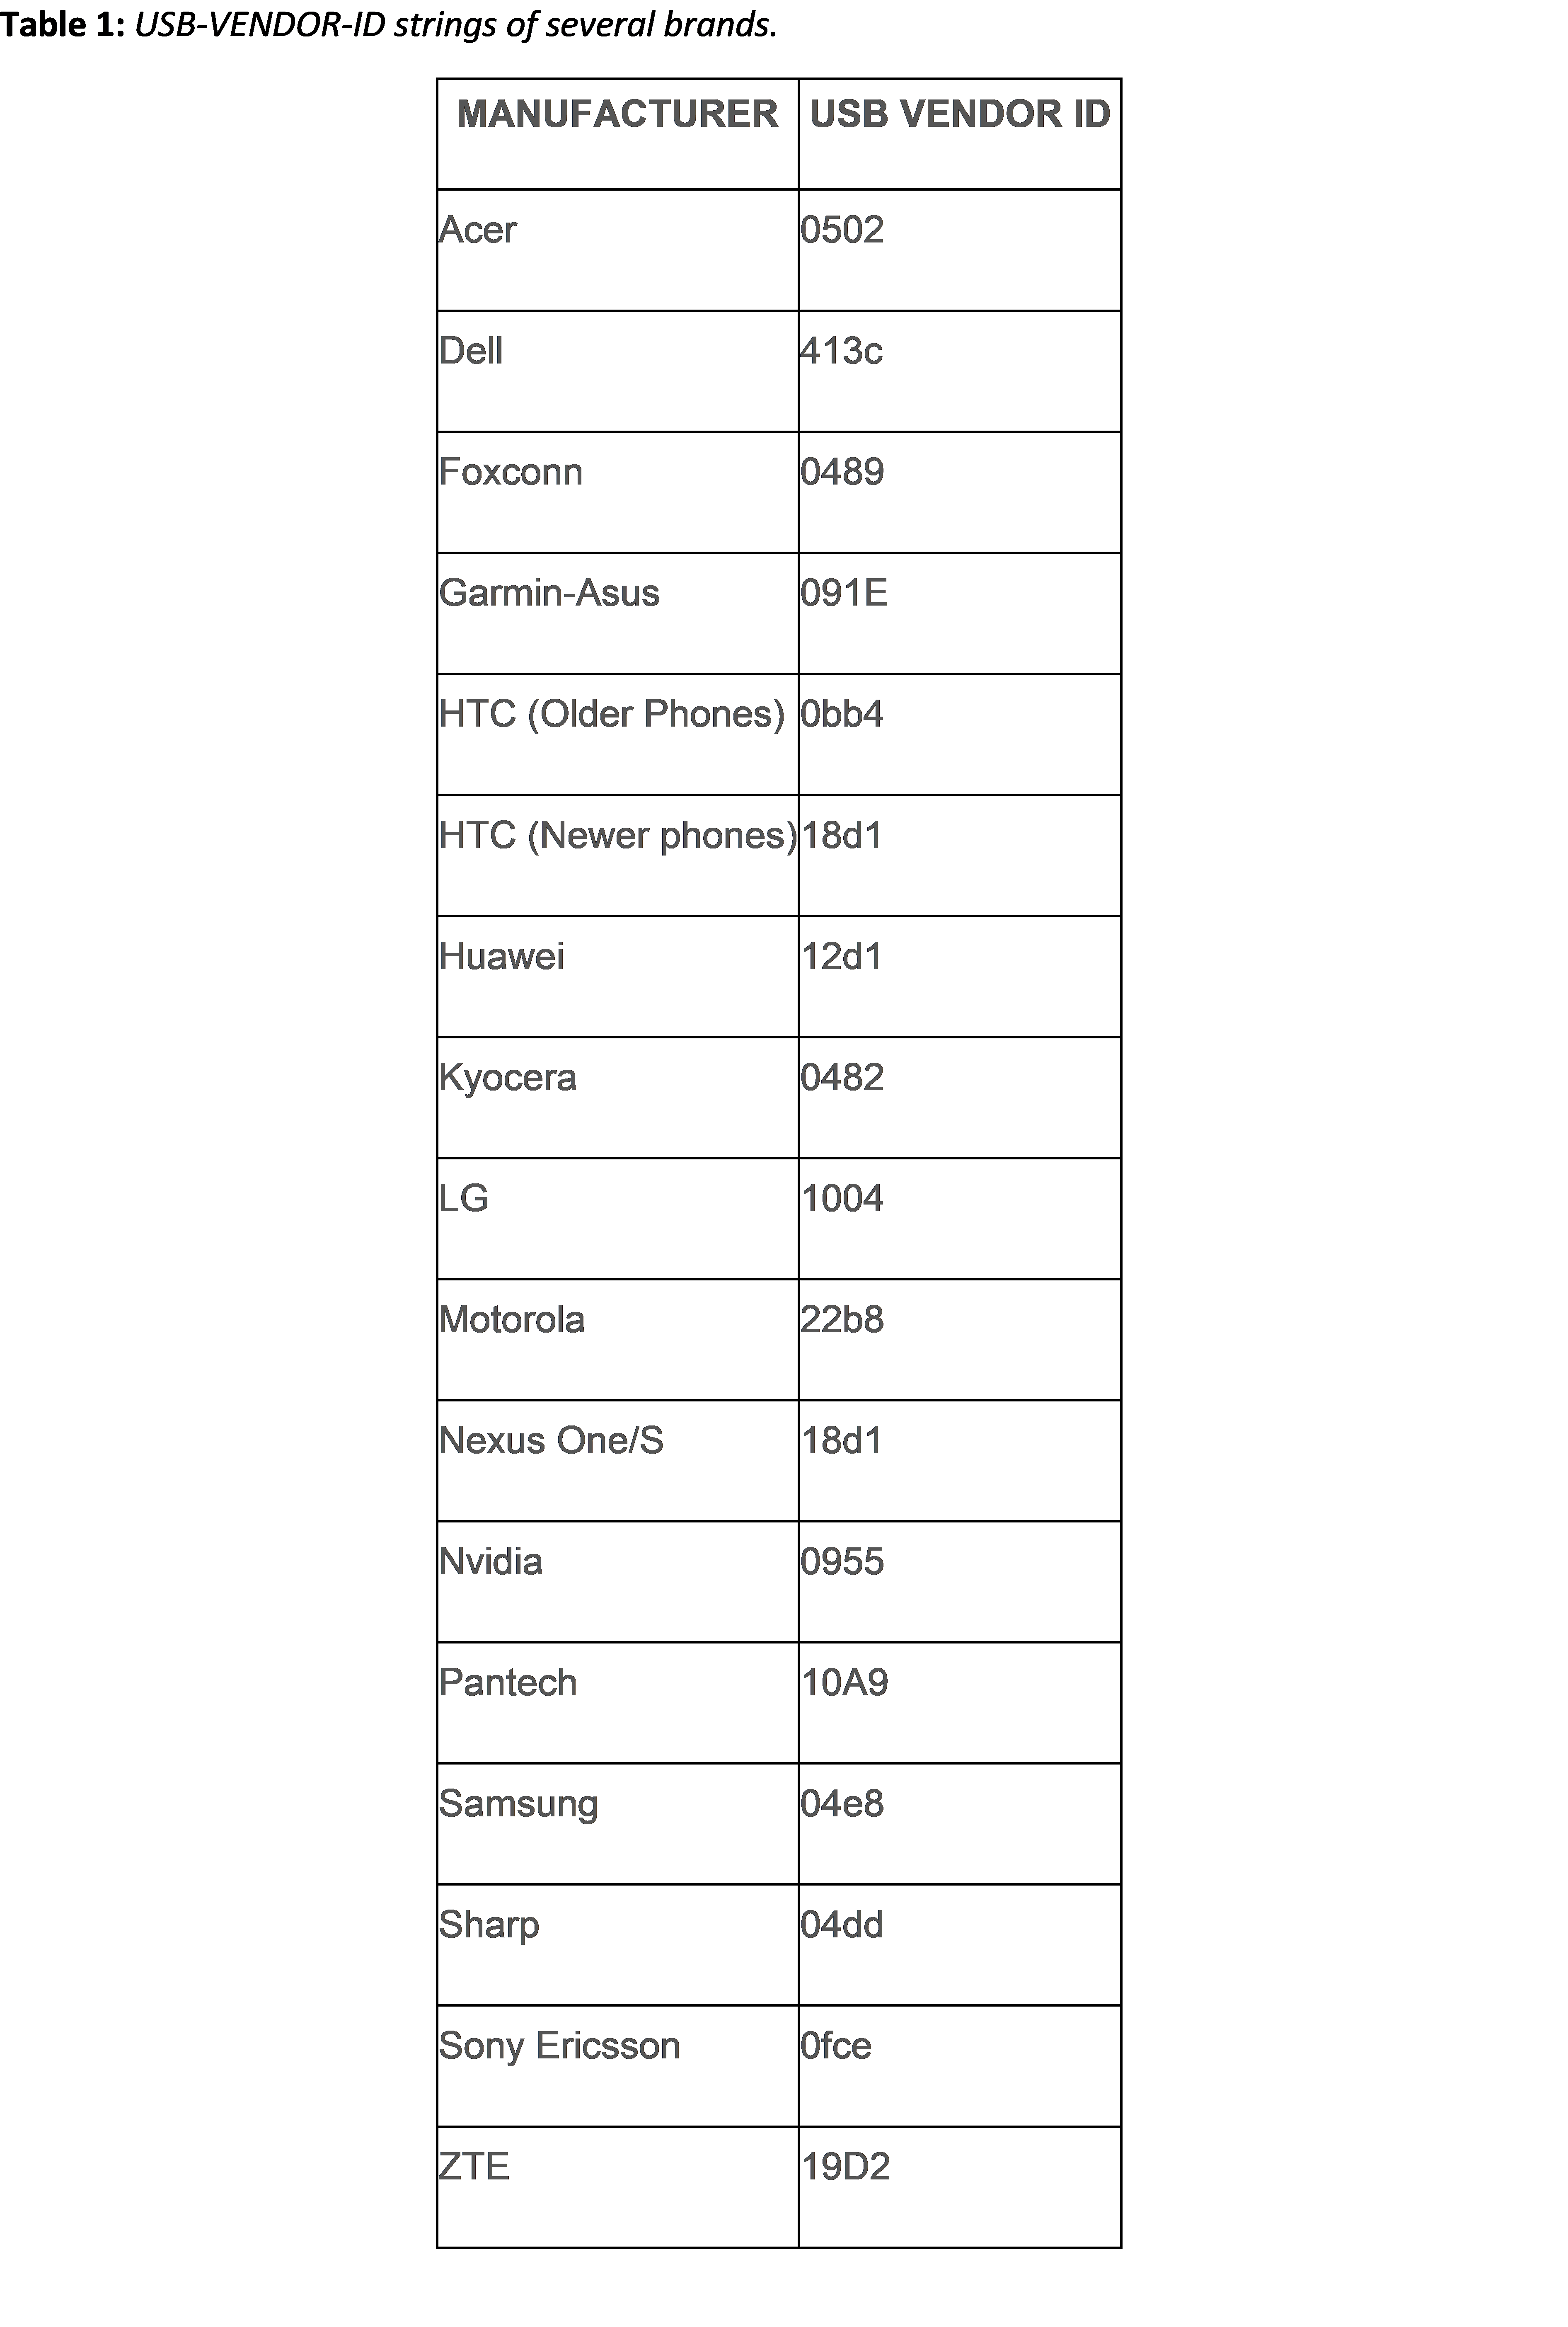 Table 1: USB-VENDOR-ID strings of several brands.
MANUFACTURER USB VENDOR ID
Acer 0502
Dell 413c
Foxconn 0489
Garmin-Asus 091E
HTC (Older Phones) 0bb4
HTC (Newer phones) 18d1
Huawei 12d1
Kyocera 0482
LG 1004
Motorola 22b8
Nexus One/S 18d1
Nvidia 0955
Pantech 10A9
Samsung 04e8
Sharp 04dd
Sony Ericsson 0fce
ZTE 19D2